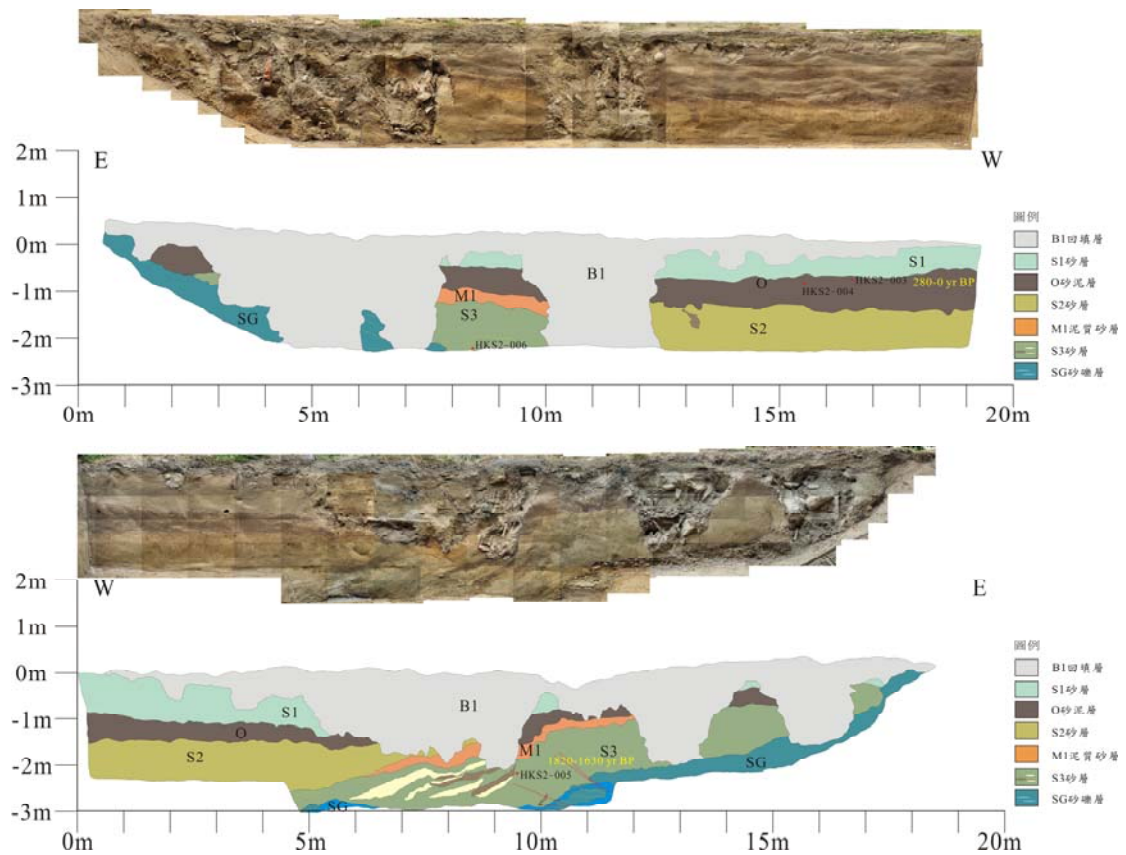 2m
E
W
1m
0m
-1m
-2m
-3m
0m
5m
10m
15m
20m
SG
M1
S3
HKS2-006
B1
S1
O
HKS2-003
280-0 yr BP
HKS2-004
S2
圖例
B1回填層
S1砂層
O砂泥層
S2砂層
M1泥質砂層
S3砂層
SG砂礫層
2m
W
E
1m
0m
-1m
-2m
-3m
0m
5m
10m
15m
20m
S1
O
S2
SG
B1
M1
S3
1820-1630 yr BP
HKS2-005
SG
圖例
B1回填層
S1砂層
O砂泥層
S2砂層
M1泥質砂層
S3砂層
SG砂礫層